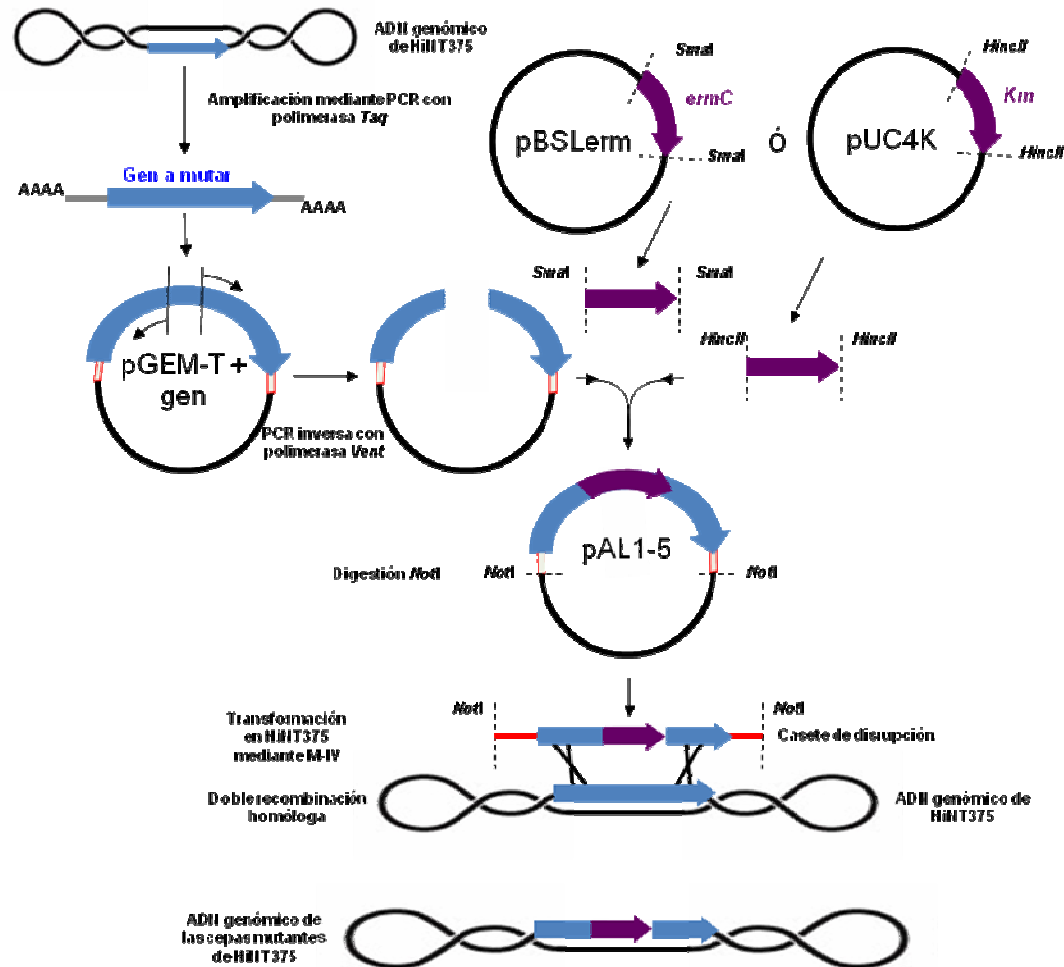 ADN genómico
de HiNT375
Amplificación mediante PCR con
polimerasa Taq
Gen a mutar
AAAA
AAAA
SmaI
ermC
pBSLerm
SmaI
Ó
HincII
Km
pUC4K
HincII
SmaI
SmaI
HincII
HincII
pGEM-T +
gen
PCR inversa con
polimerasa Vent
pAL1-5
Digestión NotI
NotI
NotI
NotI
NotI
Transformación
en HiNT375
mediante M-IV
Casete de disrupción
Doble recombinación
homóloga
ADN genómico de
HiNT375
ADN genómico de
las cepas mutantes
de HiNT375